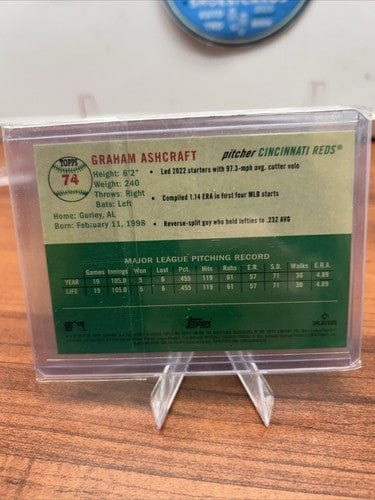 TOPPS
74
GRAHAM ASHCRAFT
pitcher CINCINNATI REDS®
Height: 6'2"
Weight: 240
Throws: Right
Bats: Left
Home: Gurley, AL
Born: February 11, 1998
• Led 2022 starters with 97.3-mph avg. cutter velo
• Compiled 1.14 ERA in first four MLB starts
• Reverse-split guy who held lefties to .232 AVG
MAJOR LEAGUE PITCHING RECORD
Games Innings Won Lost Pct. Hits Runs E.R. S.O. Walks E.R.A.
YEAR 19 105.0 5 6 .455 119 61 57 71 30 4.89
LIFE 19 105.0 5 6 .455 119 61 57 71 30 4.89
Topps
PLAYERS